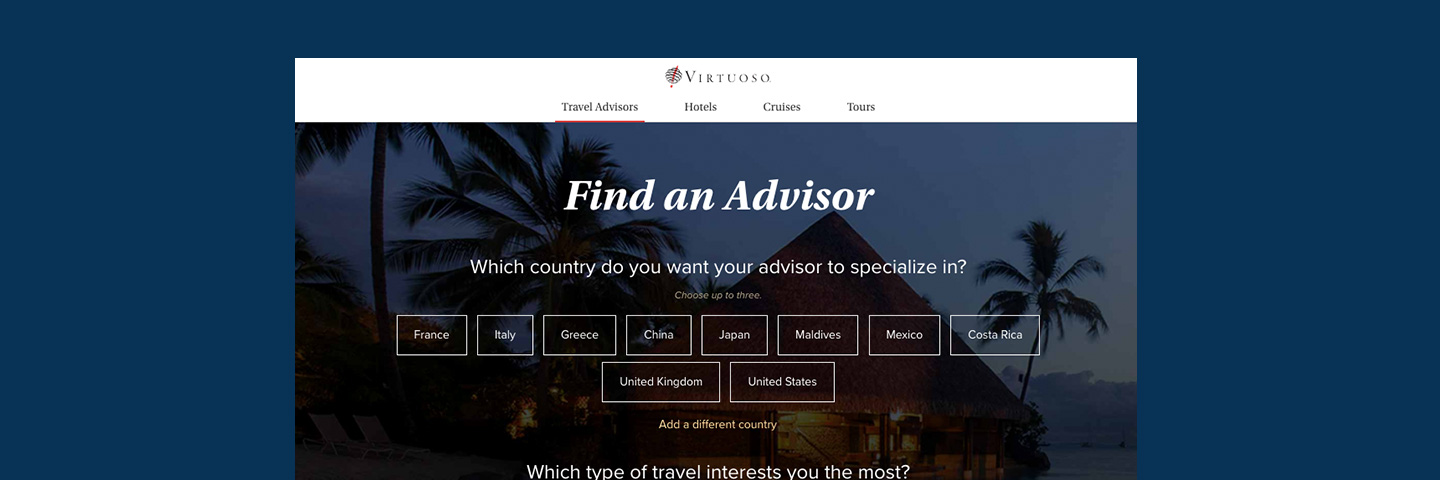 VIRTUOSO.
Travel Advisors Hotels Cruises Tours
Find an Advisor
Which country do you want your advisor to specialize in?
Choose up to three.
France Italy Greece China Japan Maldives Mexico Costa Rica
United Kingdom United States
Add a different country
Which type of travel interests you the most?